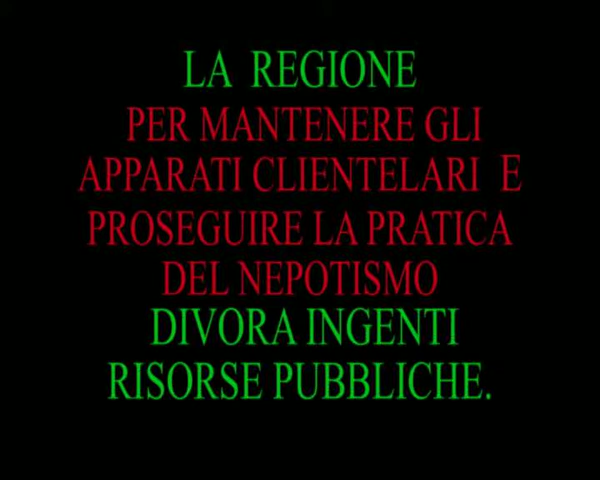 LA REGIONE
PER MANTENERE GLI
APPARATI CLIENTELARI E
PROSEGUIRE LA PRATICA
DEL NEPOTISMO
DIVORA INGENTI
RISORSE PUBBLICHE.